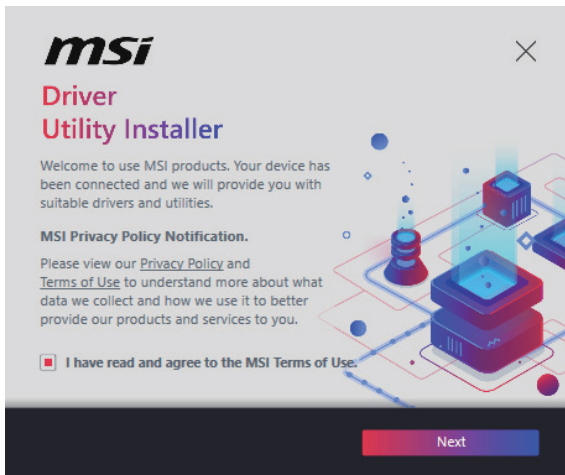 msi
Driver
Utility Installer
Welcome to use MSI products. Your device has
been connected and we will provide you with
suitable drivers and utilities.
MSI Privacy Policy Notification.
Please view our Privacy Policy and
Terms of Use to understand more about what
data we collect and how we use it to better
provide our products and services to you.
I have read and agree to the MSI Terms of Use.
Next